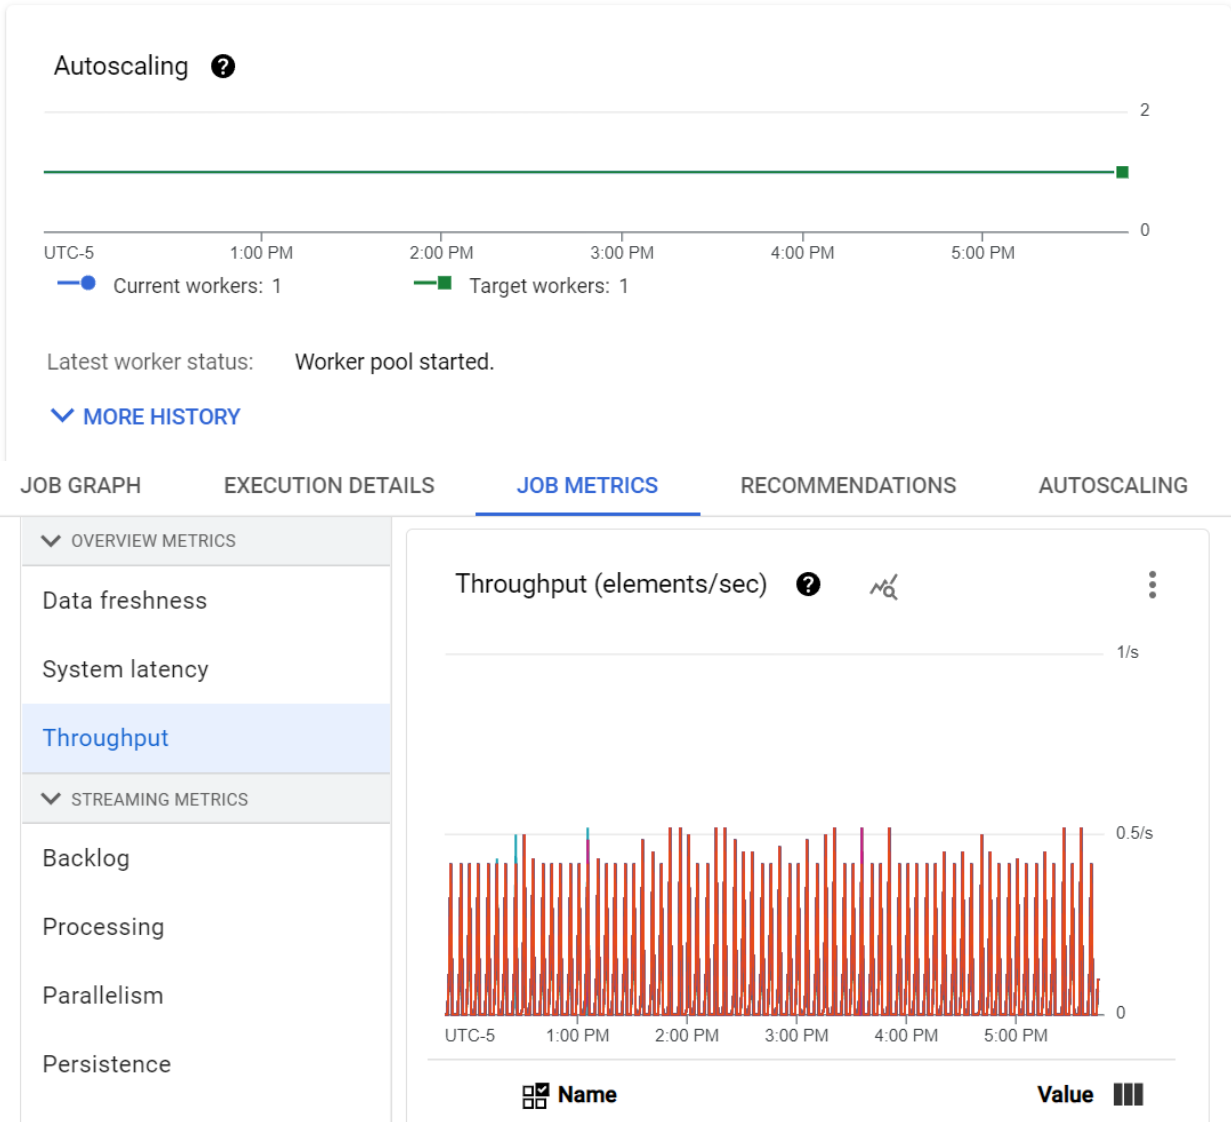 Autoscaling ?
2
0
UTC-5 1:00 PM 2:00 PM 3:00 PM 4:00 PM 5:00 PM
Current workers: 1 Target workers: 1
Latest worker status: Worker pool started.
MORE HISTORY
JOB GRAPH EXECUTION DETAILS JOB METRICS RECOMMENDATIONS AUTOSCALING
OVERVIEW METRICS
Data freshness
System latency
Throughput
STREAMING METRICS
Backlog
Processing
Parallelism
Persistence
Throughput (elements/sec) ?
1/s
0.5/s
0
UTC-5 1:00 PM 2:00 PM 3:00 PM 4:00 PM 5:00 PM
Name Value